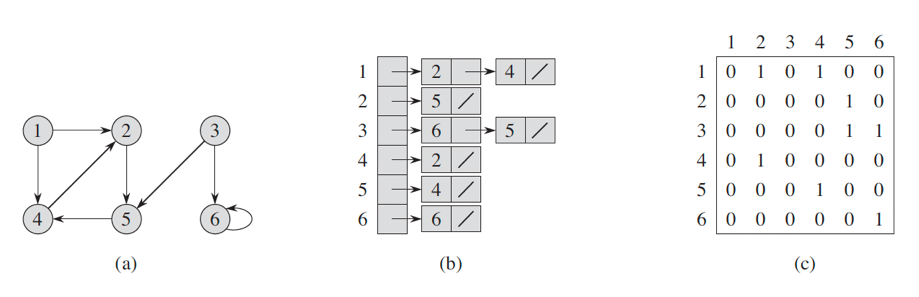 1 2 3
4 5 6
(a)
1 2 4
2 5
3 6 5
4 2
5 4
6 6
(b)
1 2 3 4 5 6
1 0 1 0 1 0 0
2 0 0 0 0 1 0
3 0 0 0 0 1 1
4 0 1 0 0 0 0
5 0 0 0 1 0 0
6 0 0 0 0 0 1
(c)